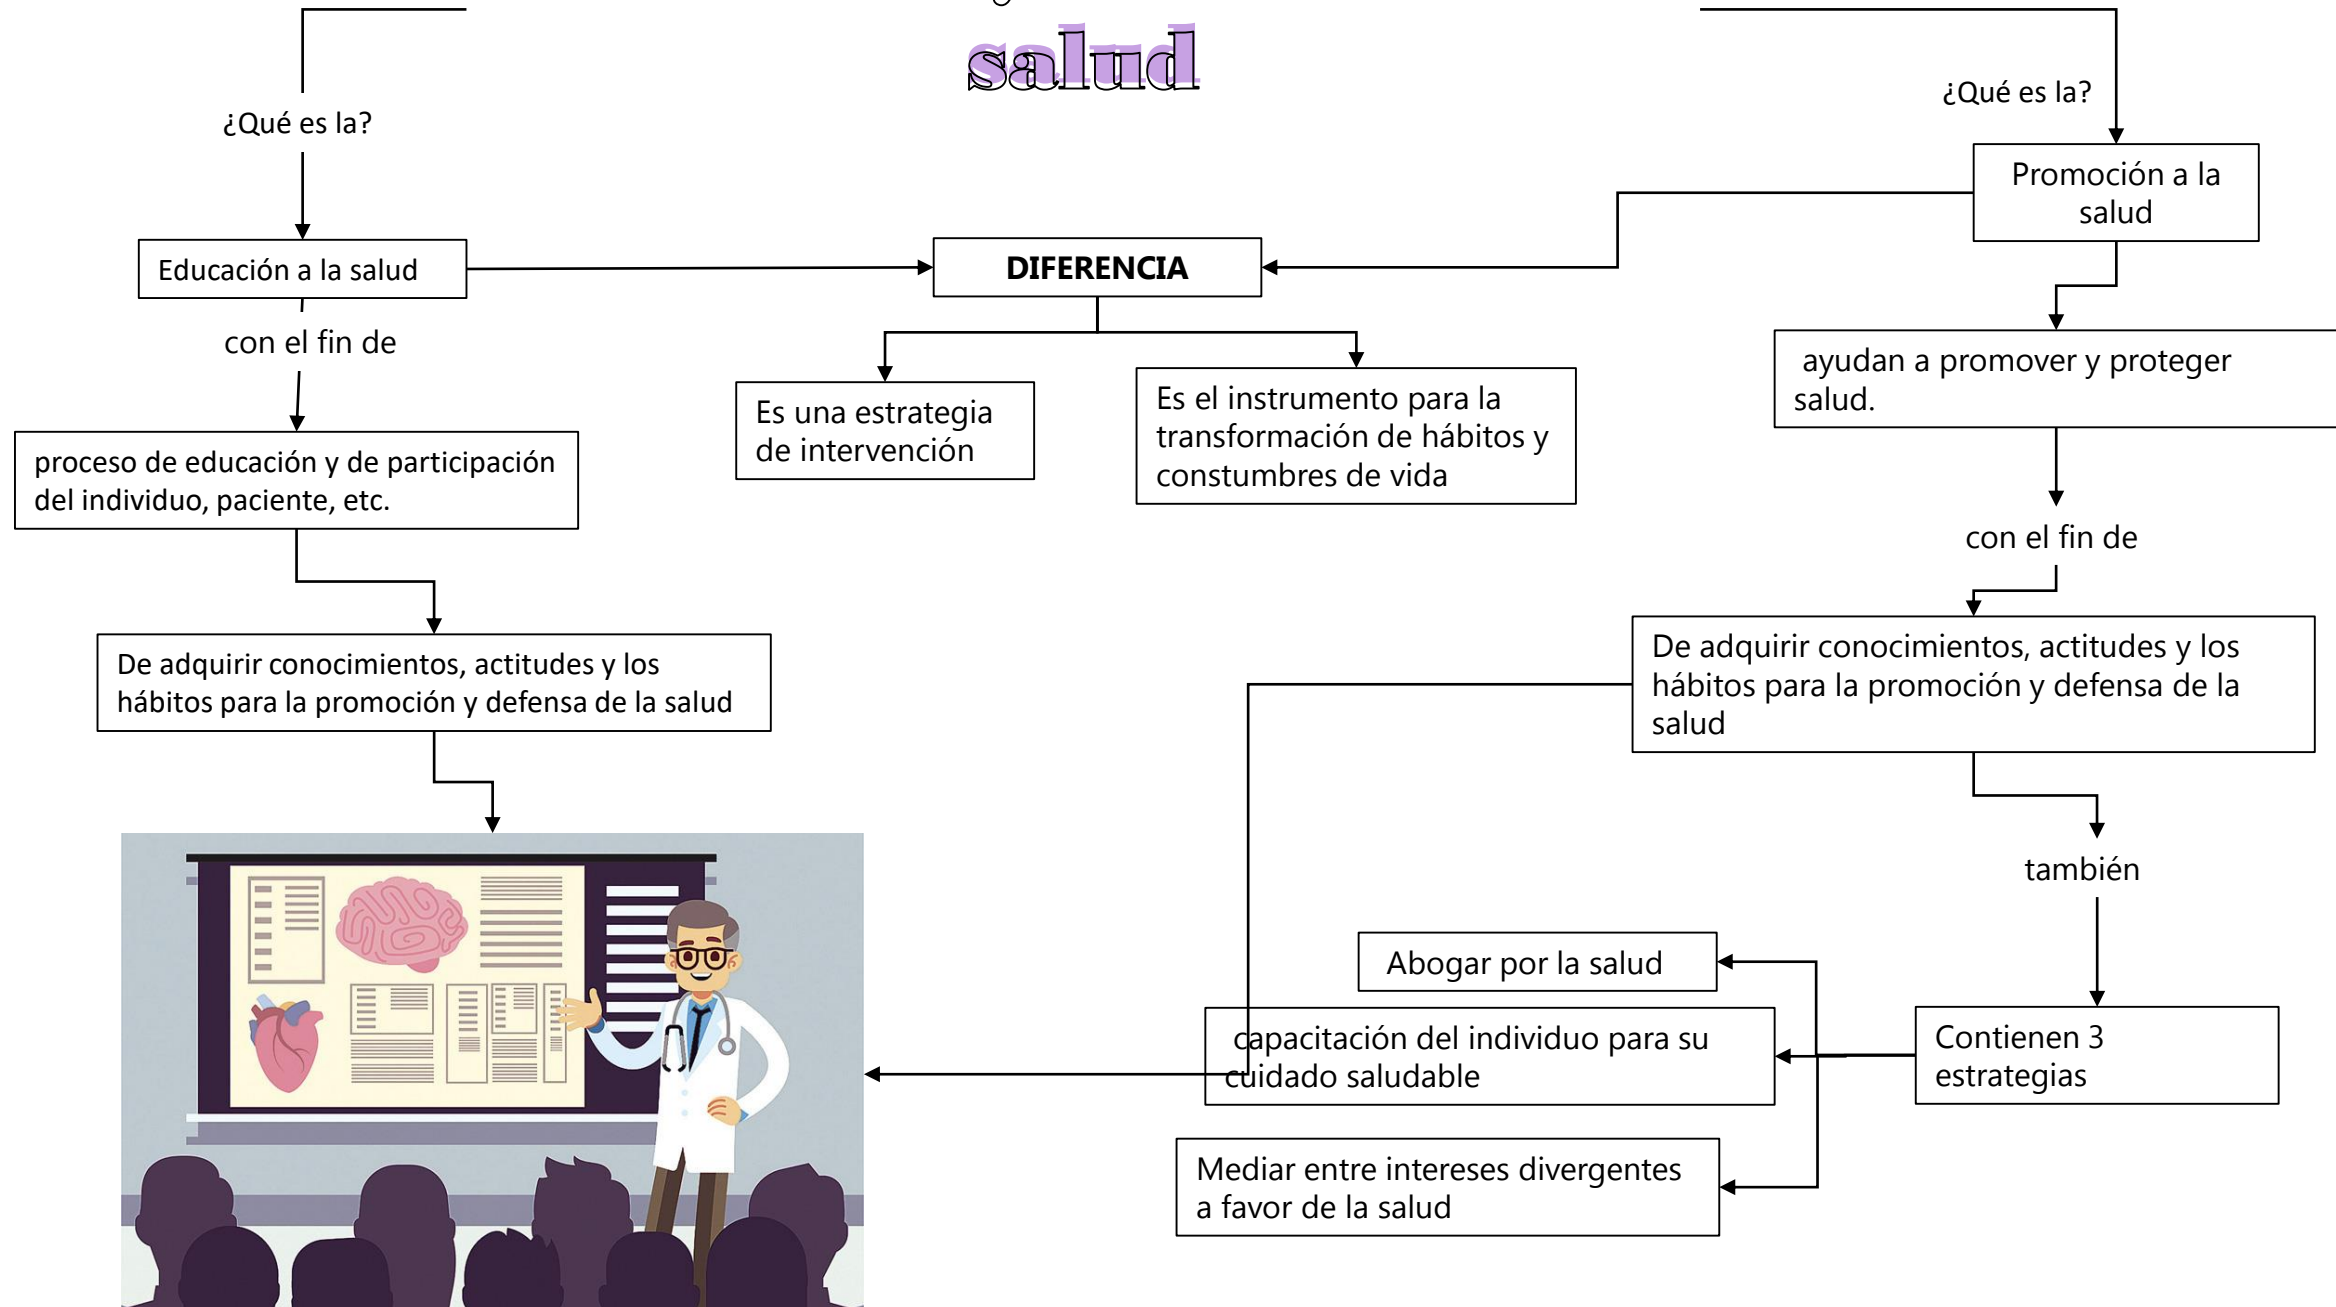 salud
¿Qué es la?
¿Qué es la?
Promoción a la
salud
Educación a la salud
DIFERENCIA
con el fin de
ayudan a promover y proteger
salud.
Es una estrategia
de intervención
Es el instrumento para la
transformación de hábitos y
constumbres de vida
proceso de educación y de participación
del individuo, paciente, etc.
con el fin de
De adquirir conocimientos, actitudes y los
hábitos para la promoción y defensa de la salud
De adquirir conocimientos, actitudes y los
hábitos para la promoción y defensa de la
salud
también
Abogar por la salud
capacitación del individuo para su
cuidado saludable
Contienen 3
estrategias
Mediar entre intereses divergentes
a favor de la salud